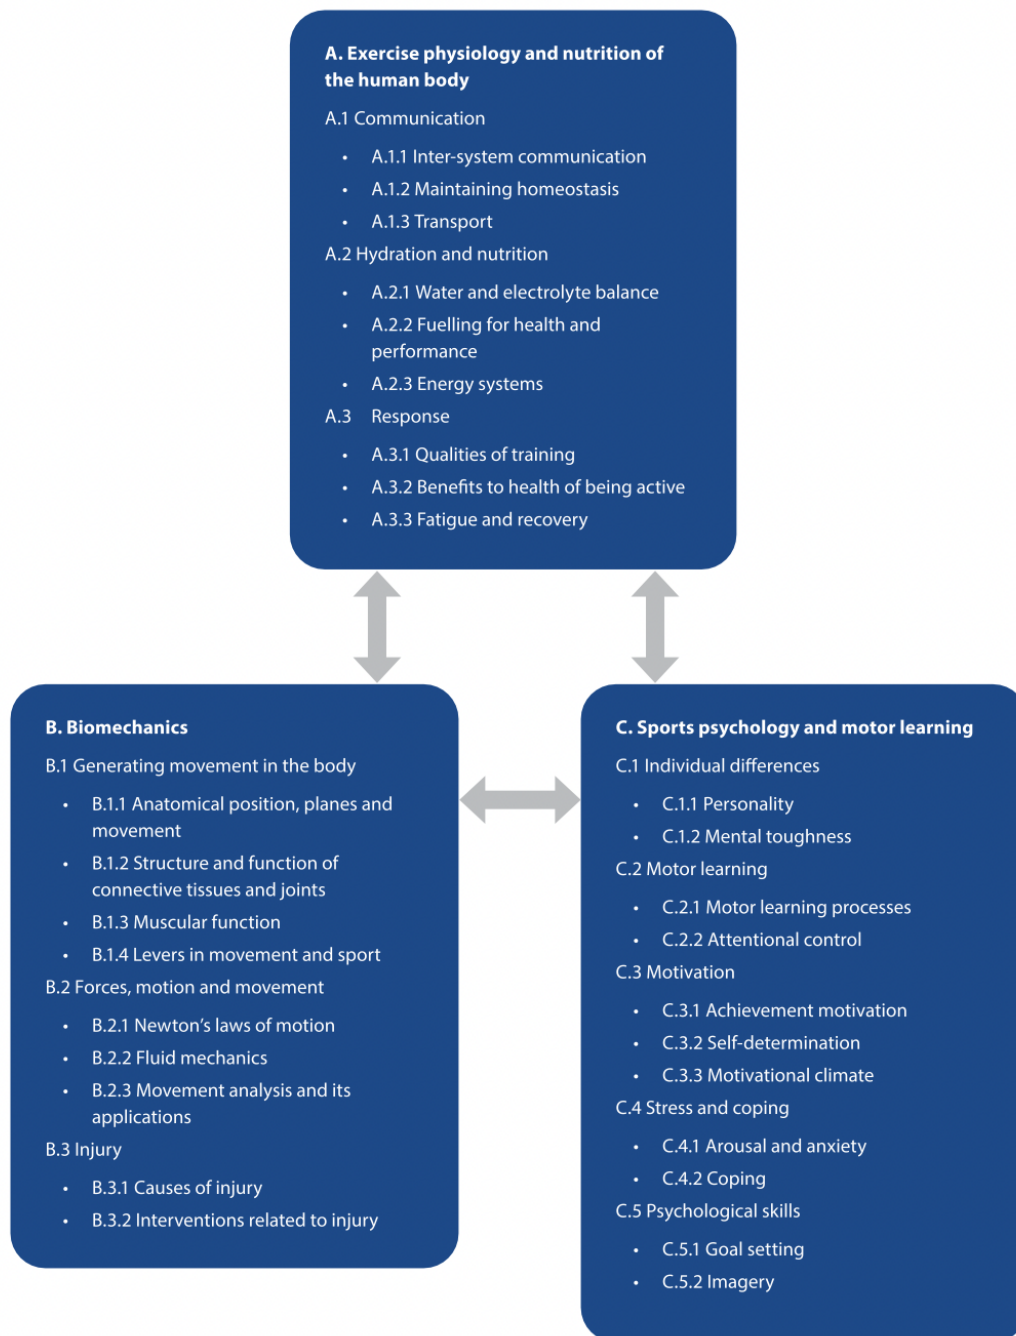 A. Exercise physiology and nutrition of
the human body
A.1 Communication
• A.1.1 Inter-system communication
• A.1.2 Maintaining homeostasis
• A.1.3 Transport
A.2 Hydration and nutrition
• A.2.1 Water and electrolyte balance
• A.2.2 Fuelling for health and
performance
• A.2.3 Energy systems
A.3 Response
• A.3.1 Qualities of training
• A.3.2 Benefits to health of being active
• A.3.3 Fatigue and recovery
B. Biomechanics
B.1 Generating movement in the body
• B.1.1 Anatomical position, planes and
movement
• B.1.2 Structure and function of
connective tissues and joints
• B.1.3 Muscular function
• B.1.4 Levers in movement and sport
B.2 Forces, motion and movement
• B.2.1 Newton’s laws of motion
• B.2.2 Fluid mechanics
• B.2.3 Movement analysis and its
applications
B.3 Injury
• B.3.1 Causes of injury
• B.3.2 Interventions related to injury
C. Sports psychology and motor learning
C.1 Individual differences
• C.1.1 Personality
• C.1.2 Mental toughness
C.2 Motor learning
• C.2.1 Motor learning processes
• C.2.2 Attentional control
C.3 Motivation
• C.3.1 Achievement motivation
• C.3.2 Self-determination
• C.3.3 Motivational climate
C.4 Stress and coping
• C.4.1 Arousal and anxiety
• C.4.2 Coping
C.5 Psychological skills
• C.5.1 Goal setting
• C.5.2 Imagery